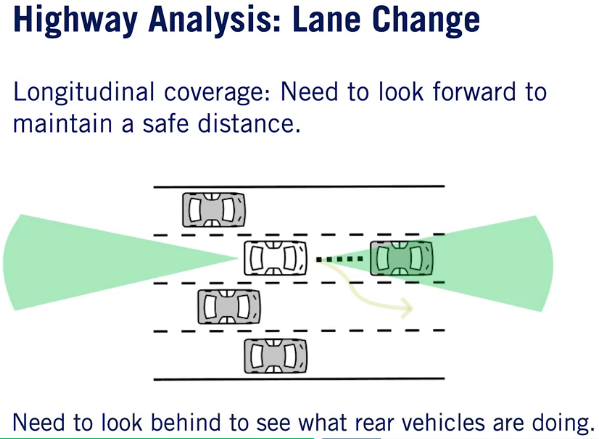 Highway Analysis: Lane Change
Longitudinal coverage: Need to look forward to
maintain a safe distance.
Need to look behind to see what rear vehicles are doing.